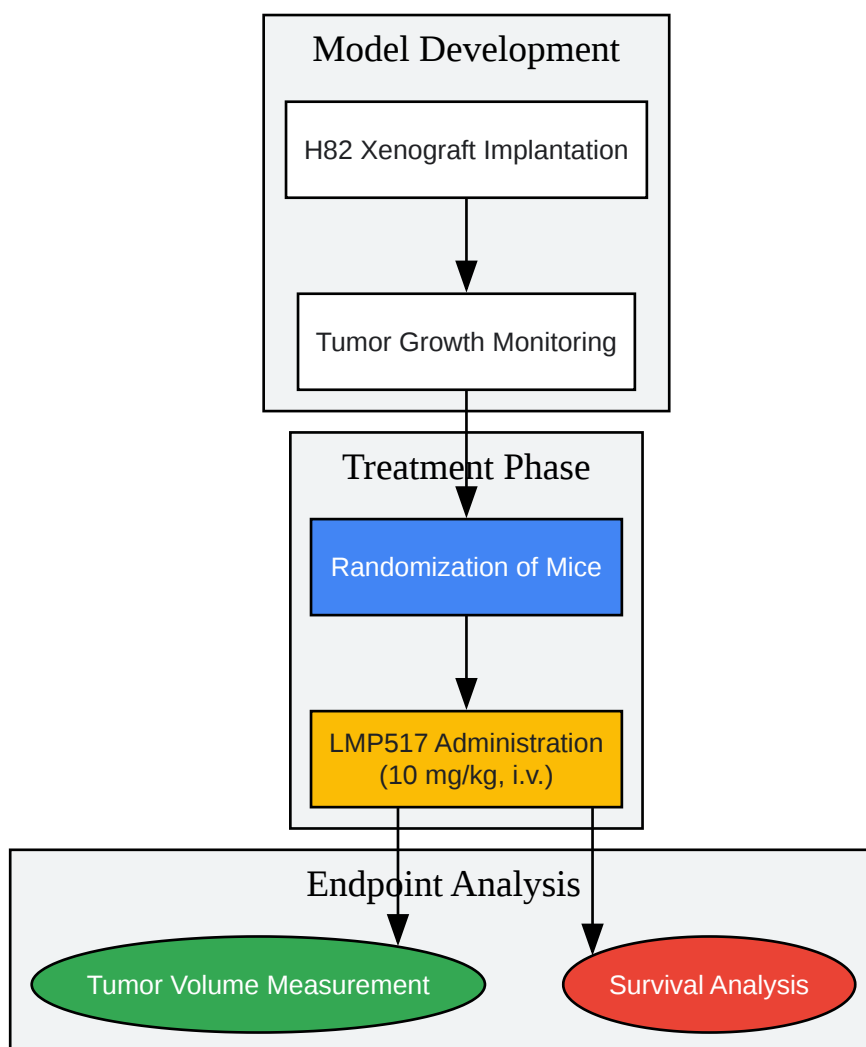 Model Development
H82 Xenograft Implantation
Tumor Growth Monitoring
Treatment Phase
Randomization of Mice
LMP517 Administration
(10 mg/kg, i.v.)
Endpoint Analysis
Tumor Volume Measurement
Survival Analysis